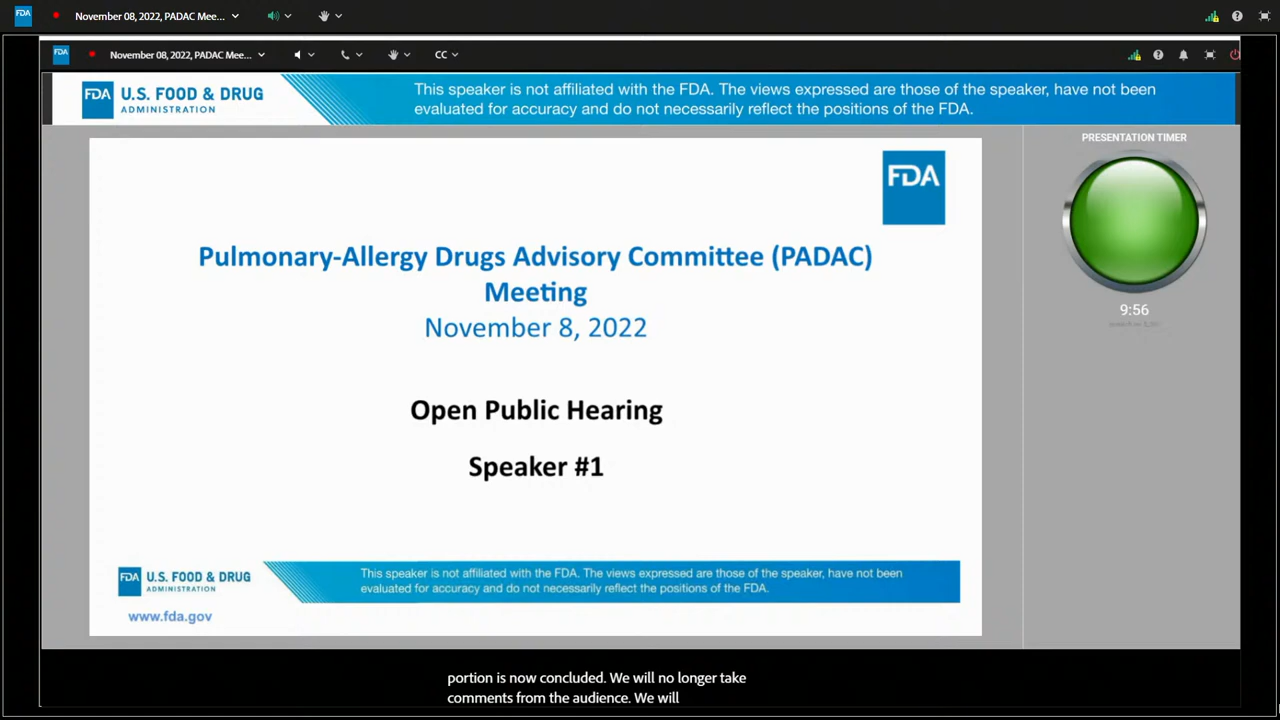 FDA
November 08, 2022, PADAC Mee...
FDA
November 08, 2022, PADAC Mee...
CC
FDA
U.S. FOOD & DRUG
ADMINISTRATION
This speaker is not affiliated with the FDA. The views expressed are those of the speaker, have not been
evaluated for accuracy and do not necessarily reflect the positions of the FDA.
PRESENTATION TIMER
9:56
FDA
Pulmonary-Allergy Drugs Advisory Committee (PADAC)
Meeting
November 8, 2022
Open Public Hearing
Speaker #1
FDA
U.S. FOOD & DRUG
ADMINISTRATION
This speaker is not affiliated with the FDA. The views expressed are those of the speaker, have not been
evaluated for accuracy and do not necessarily reflect the positions of the FDA.
www.fda.gov
portion is now concluded. We will no longer take
comments from the audience. We will